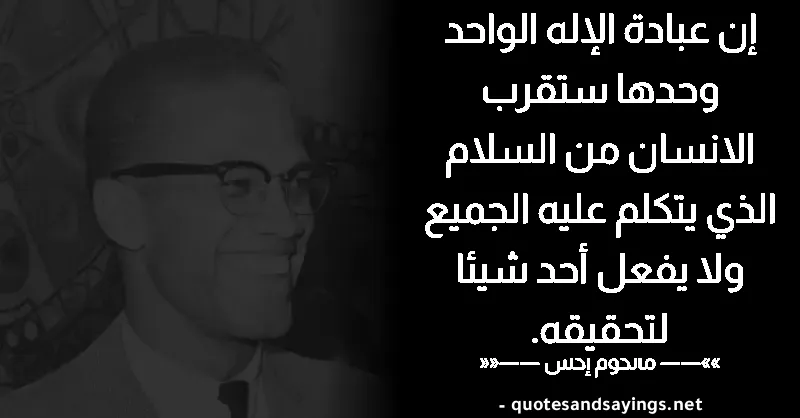 إن عبادة الإله الواحد
وحدها ستقرب
الانسان من السلام
الذي يتكلم عليه الجميع
ولا يفعل أحد شيئا
لتحقيقه.
««—— مالكوم إكس ——»»
- quotesandsayings.net